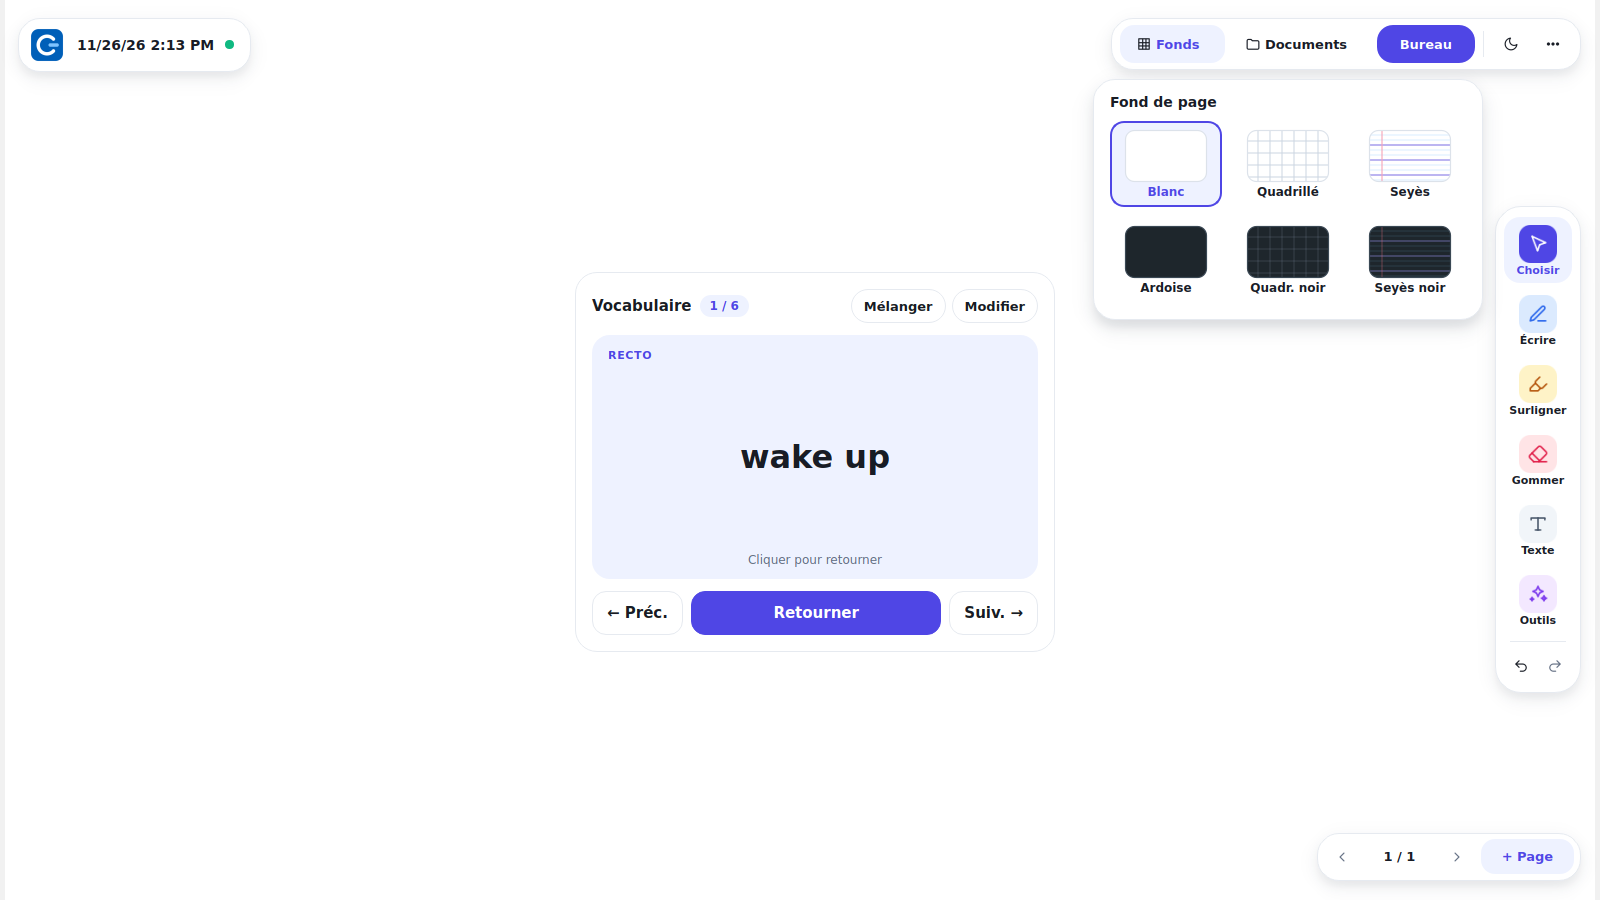 11/26/26 2:13 PM
Fonds
Documents
Bureau
Fond de page
Blanc
Quadrillé
Seyès
Ardoise
Quadr. noir
Seyès noir
Vocabulaire
1 / 6
Mélanger
Modifier
RECTO
wake up
Cliquer pour retourner
← Préc.
Retourner
Suiv. →
Choisir
Écrire
Surligner
Gommer
Texte
Outils
1 / 1
+ Page